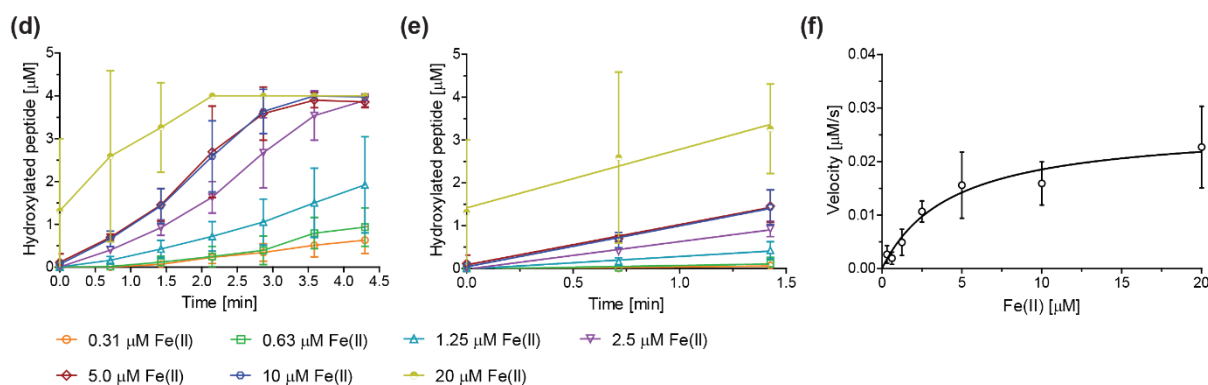 (d)
Hydroxylated peptide [µM]
5
4
3
2
1
0
0.0 0.5 1.0 1.5 2.0 2.5 3.0 3.5 4.0 4.5
Time [min]
(e)
Hydroxylated peptide [µM]
5
4
3
2
1
0
0.0 0.5 1.0 1.5
Time [min]
(f)
Velocity [µM/s]
0.04
0.03
0.02
0.01
0.00
0 5 10 15 20
Fe(II) [µM]
0.31 µM Fe(II) 0.63 µM Fe(II) 1.25 µM Fe(II) 2.5 µM Fe(II)
5.0 µM Fe(II) 10 µM Fe(II) 20 µM Fe(II)